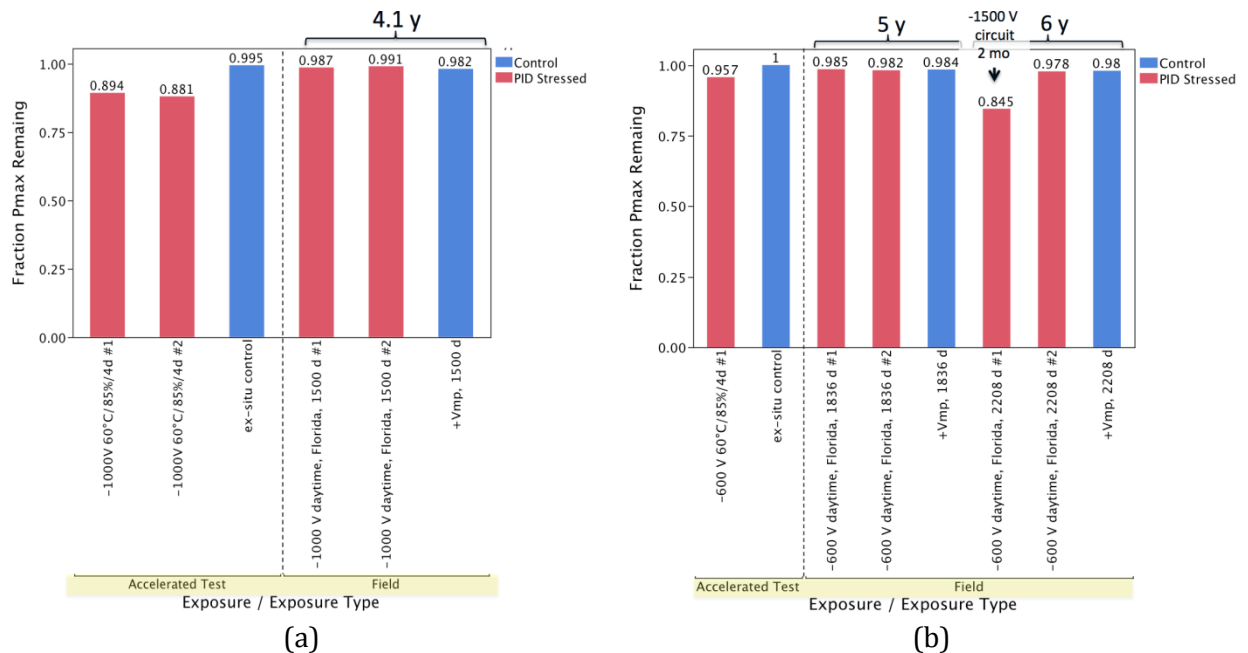 4.1 y
Control
PID Stressed
Fraction Pmax Remaing
1.00
0.75
0.50
0.25
0.00
0.894
0.881
0.995
0.987
0.991
0.982
-1000V 60°C/85%/4d #1
-1000V 60°C/85%/4d #2
ex-situ control
-1000 V daytime, Florida, 1500 d #1
-1000 V daytime, Florida, 1500 d #2
+Vmp, 1500 d
Accelerated Test
Field
Exposure / Exposure Type
(a)
5 y
-1500 V
circuit
2 mo
6 y
Control
PID Stressed
Fraction Pmax Remaing
1.00
0.75
0.50
0.25
0.00
0.957
1
0.985
0.982
0.984
0.845
0.978
0.98
-600 V 60°C/85%/4d #1
ex-situ control
-600 V daytime, Florida, 1836 d #1
-600 V daytime, Florida, 1836 d #2
+Vmp, 1836 d
-600 V daytime, Florida, 2208 d #1
-600 V daytime, Florida, 2208 d #2
+Vmp, 2208 d
Accelerated Test
Field
Exposure / Exposure Type
(b)